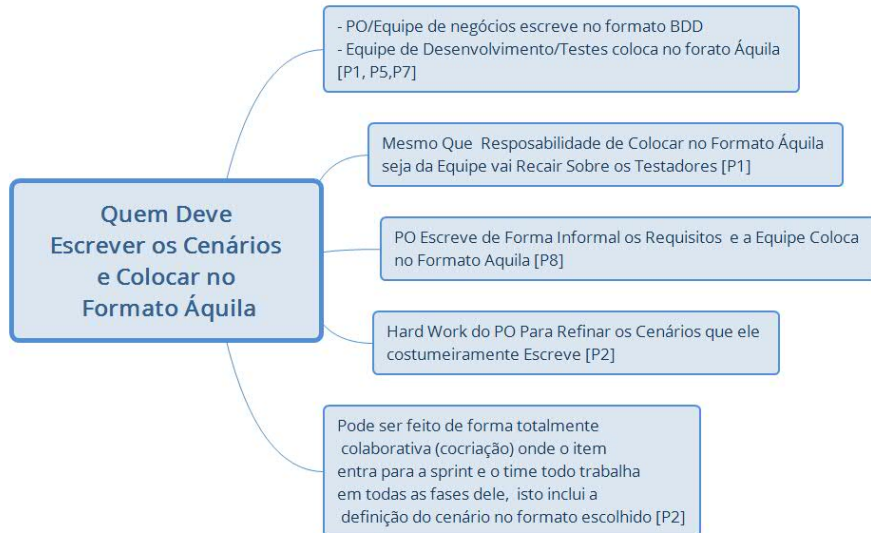 Quem Deve
Escrever os Cenários
e Colocar no
Formato Áquila
- PO/Equipe de negócios escreve no formato BDD
- Equipe de Desenvolvimento/Testes coloca no forato Áquila
[P1, P5,P7]
Mesmo Que Resposabilidade de Colocar no Formato Áquila
seja da Equipe vai Recair Sobre os Testadores [P1]
PO Escreve de Forma Informal os Requisitos e a Equipe Coloca
no Formato Aquila [P8]
Hard Work do PO Para Refinar os Cenários que ele
costumeiramente Escreve [P2]
Pode ser feito de forma totalmente
colaborativa (cocriação) onde o item
entra para a sprint e o time todo trabalha
em todas as fases dele, isto inclui a
definição do cenário no formato escolhido [P2]